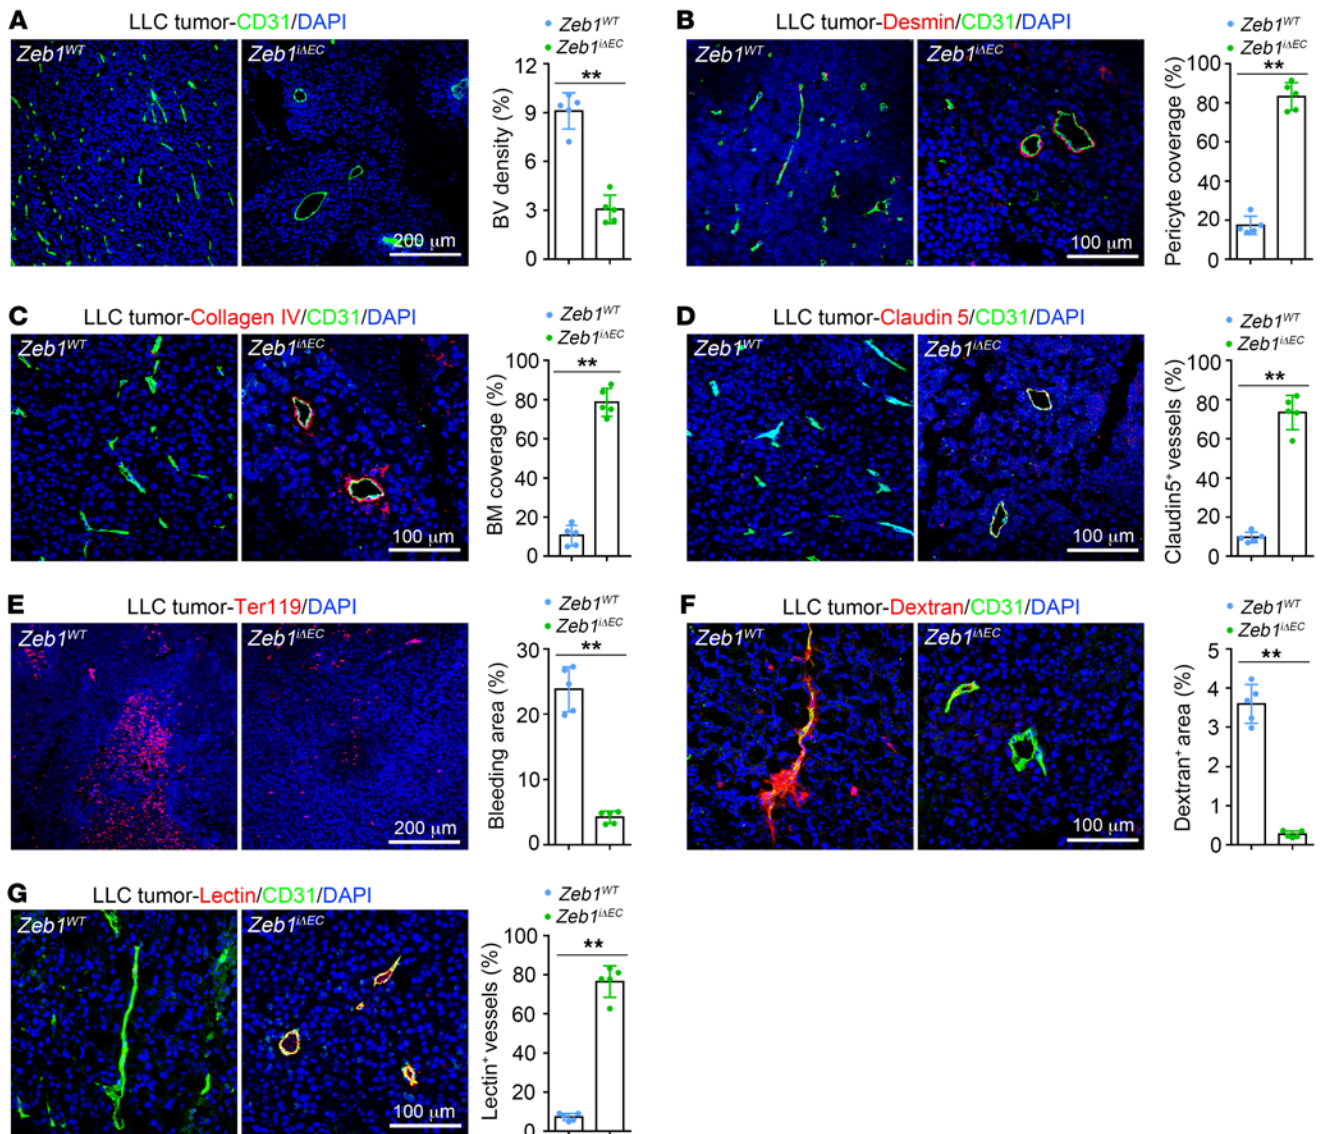 A
LLC tumor-CD31/DAPI
Zeb1WT
Zeb1iΔEC
200 μm
Zeb1WT
Zeb1iΔEC
BV density (%)
12
9
6
3
0
**
B
LLC tumor-Desmin/CD31/DAPI
Zeb1WT
Zeb1iΔEC
100 μm
Zeb1WT
Zeb1iΔEC
Pericyte coverage (%)
100
80
60
40
20
0
**
C
LLC tumor-Collagen IV/CD31/DAPI
Zeb1WT
Zeb1iΔEC
100 μm
Zeb1WT
Zeb1iΔEC
BM coverage (%)
100
80
60
40
20
0
**
D
LLC tumor-Claudin 5/CD31/DAPI
Zeb1WT
Zeb1iΔEC
100 μm
Zeb1WT
Zeb1iΔEC
Claudin5+ vessels (%)
100
80
60
40
20
0
**
E
LLC tumor-Ter119/DAPI
Zeb1WT
Zeb1iΔEC
200 μm
Zeb1WT
Zeb1iΔEC
Bleeding area (%)
30
20
10
0
**
F
LLC tumor-Dextran/CD31/DAPI
Zeb1WT
Zeb1iΔEC
100 μm
Zeb1WT
Zeb1iΔEC
Dextran+ area (%)
5
4
3
2
1
0
**
G
LLC tumor-Lectin/CD31/DAPI
Zeb1WT
Zeb1iΔEC
100 μm
Zeb1WT
Zeb1iΔEC
Lectin+ vessels (%)
100
80
60
40
20
0
**